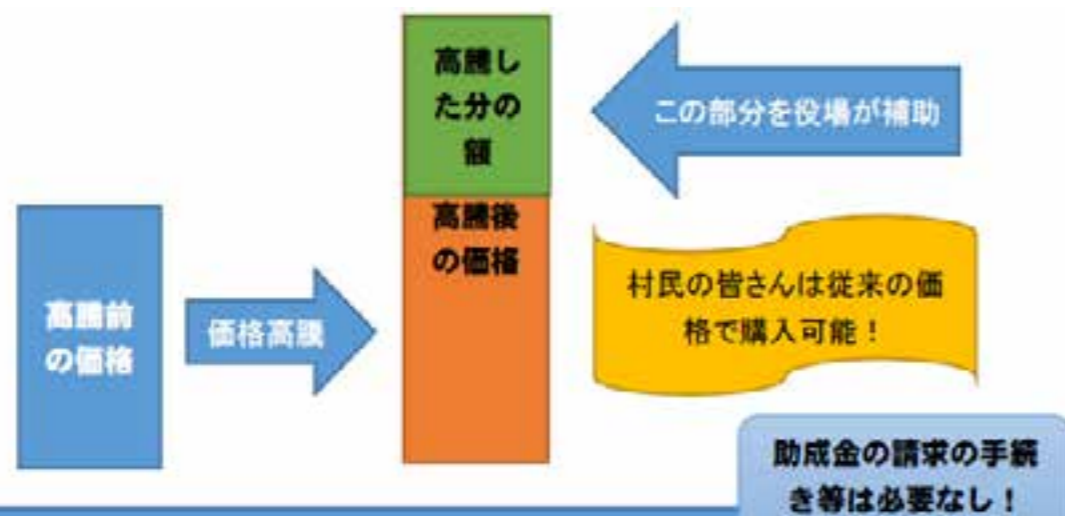 高騰し
た分の
額
この部分を役場が補助
高騰後
の価格
高騰前
の価格
価格高騰
村民の皆さんは従来の価
格で購入可能！
助成金の請求の手続
き等は必要なし！